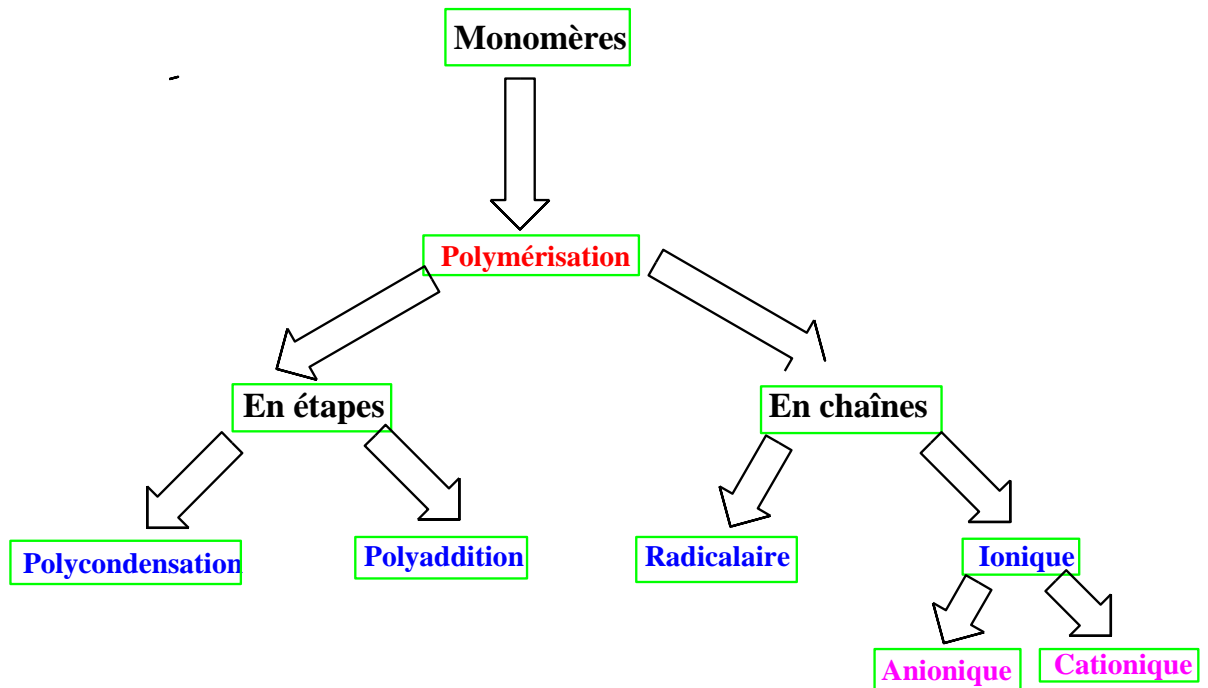 Monomères
Polymérisation
En étapes
En chaînes
Polycondensation
Polyaddition
Radicalaire
Ionique
Anionique
Cationique